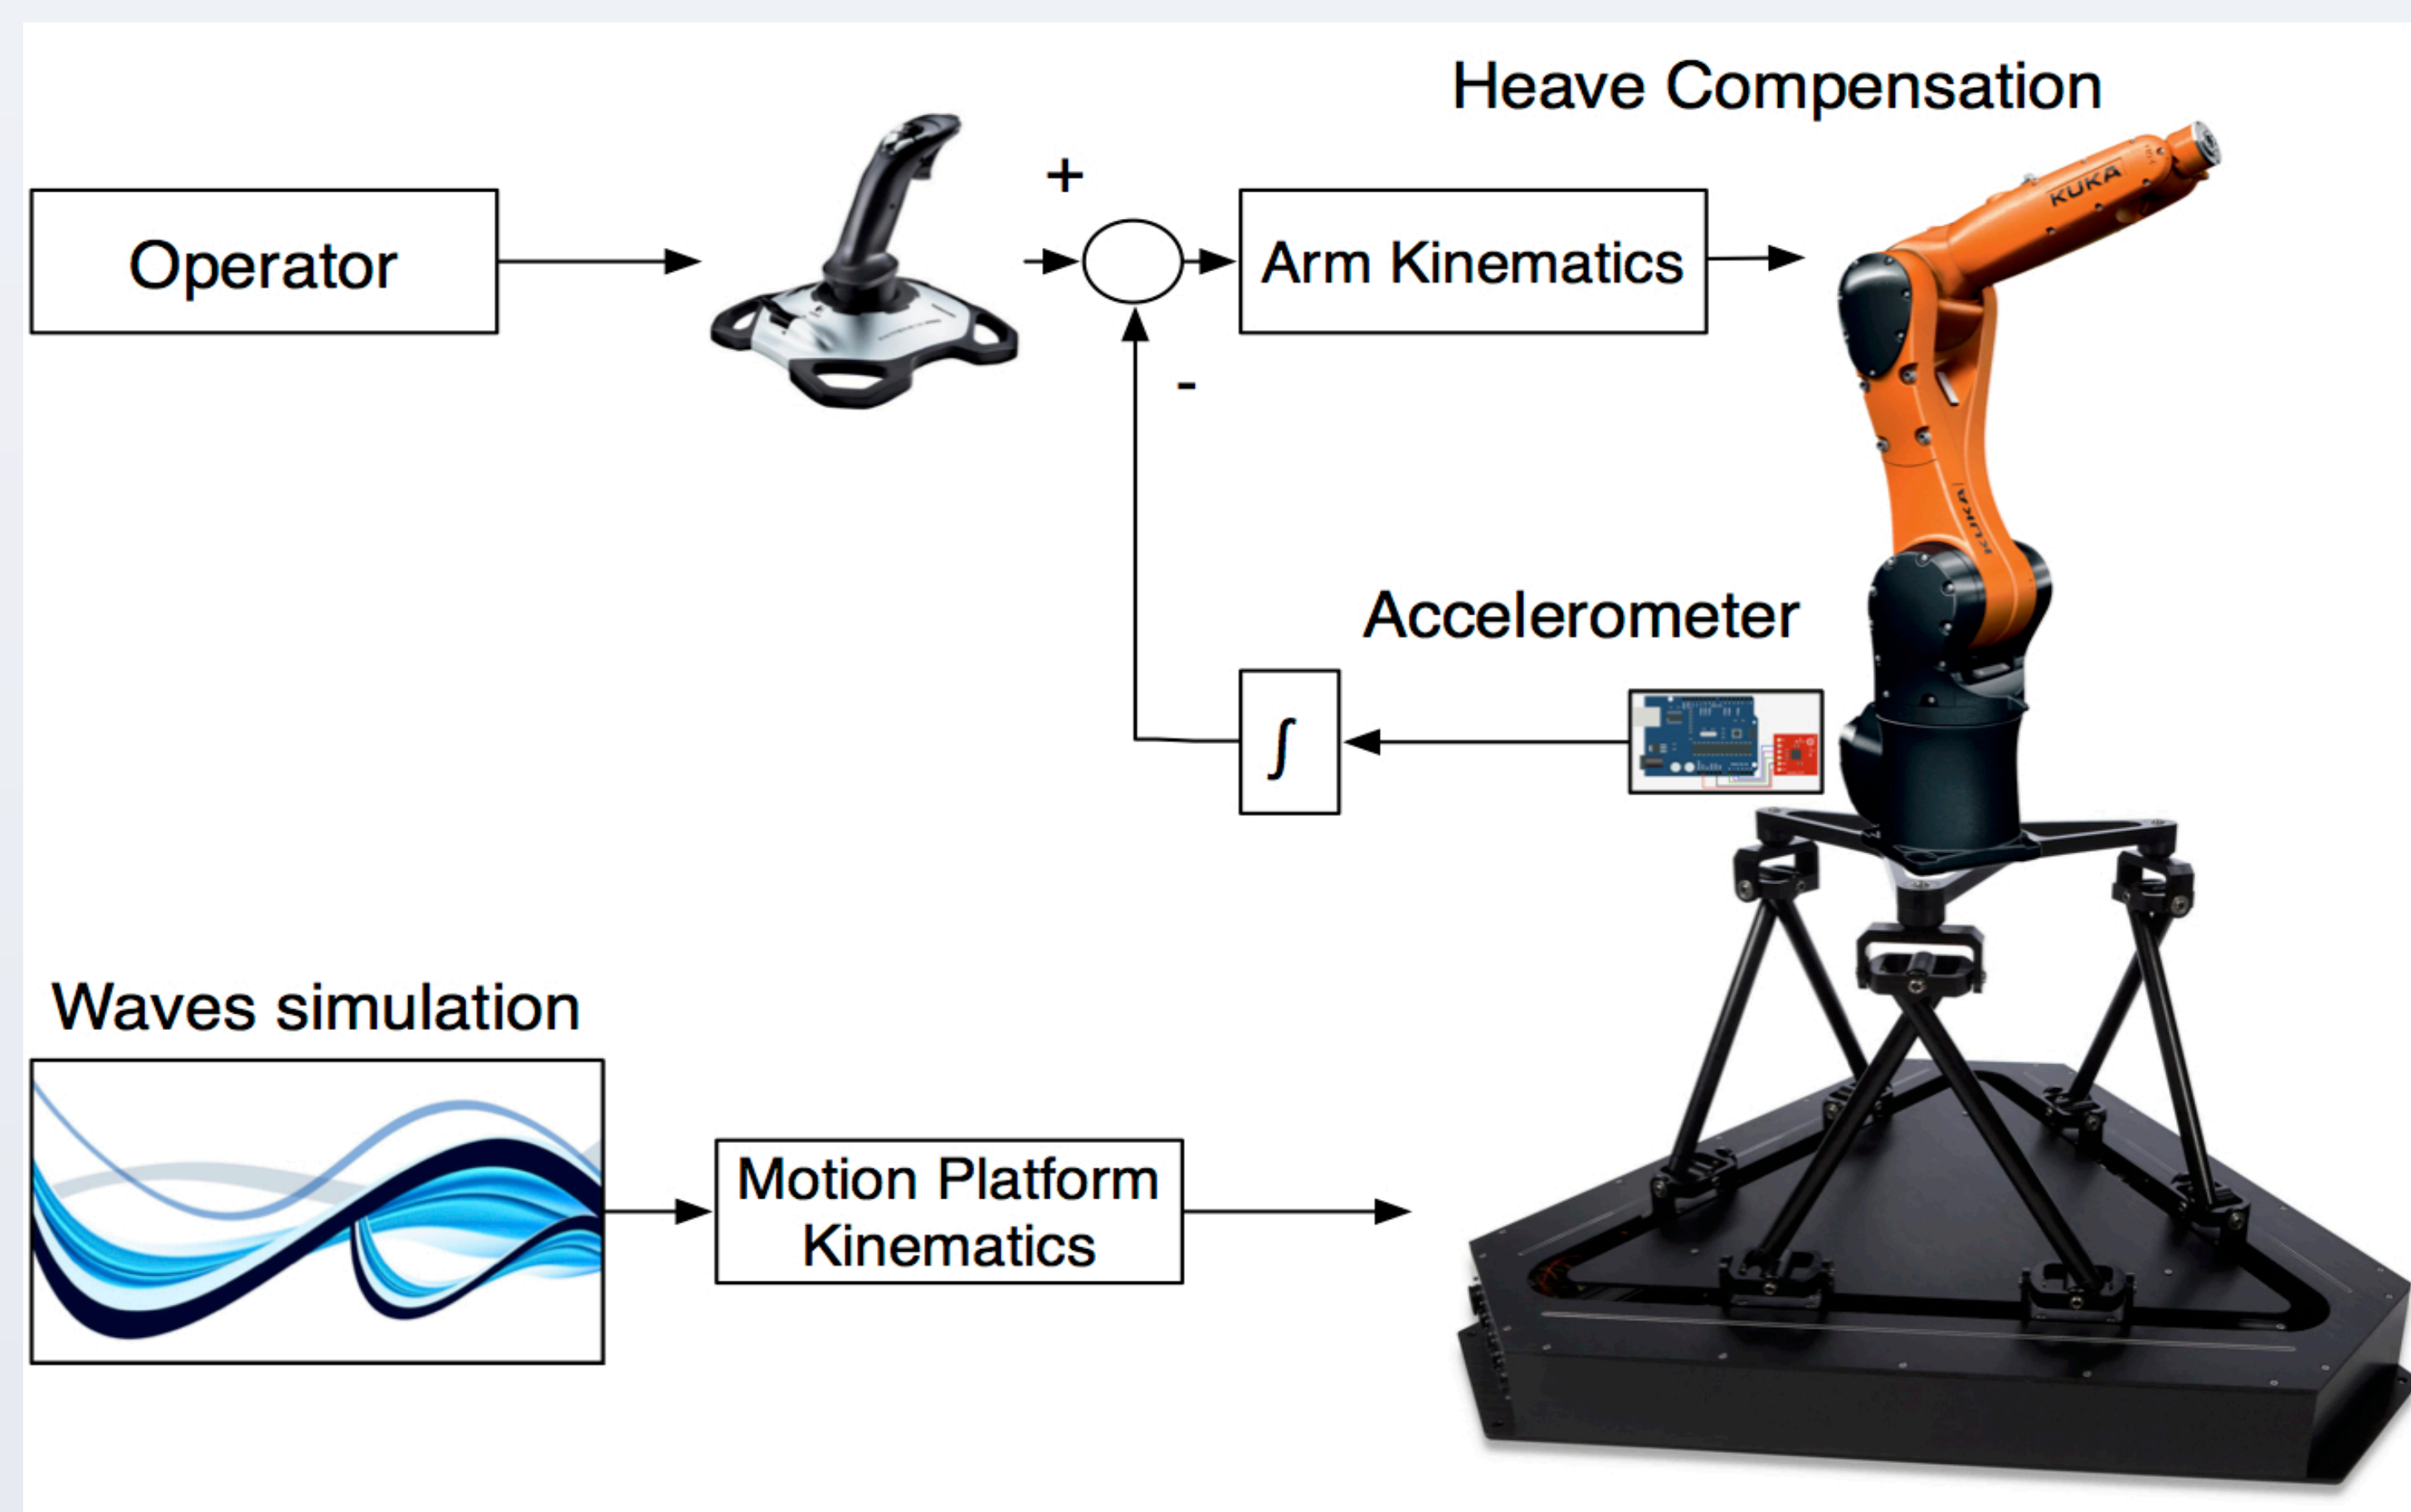 Heave Compensation
+
Operator
Arm Kinematics
KUKA
-
KUKA
Accelerometer
∫
Waves simulation
Motion Platform
Kinematics